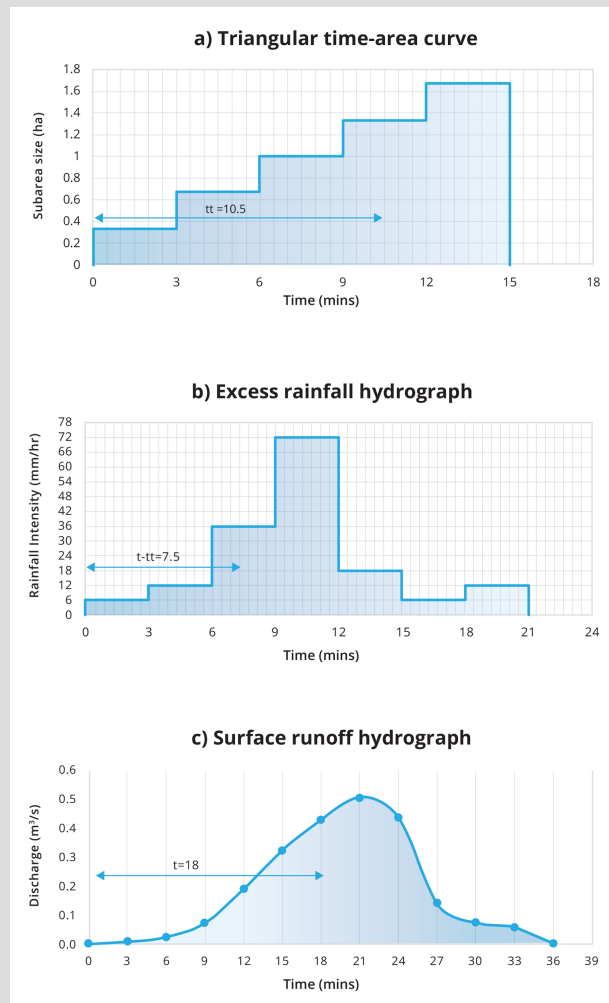 a) Triangular time-area curve
1.8
1.6
1.4
1.2
1
0.8
0.6
0.4
0.2
0
Subarea size (ha)
tt =10.5
0 3 6 9 12 15 18
Time (mins)
b) Excess rainfall hydrograph
78
72
66
60
54
48
42
36
30
24
18
12
6
0
Rainfall Intensity (mm/hr)
t-tt=7.5
0 3 6 9 12 15 18 21 24
Time (mins)
c) Surface runoff hydrograph
0.6
0.5
0.4
0.3
0.2
0.1
0.0
Discharge (m³/s)
t=18
0 3 6 9 12 15 18 21 24 27 30 33 36 39
Time (mins)